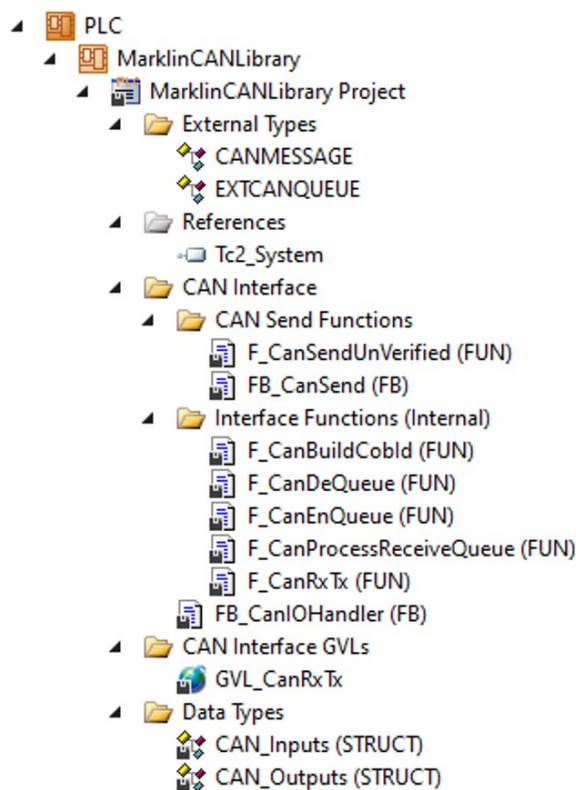 PLC
MarklinCANLibrary
MarklinCANLibrary Project
External Types
CANMESSAGE
EXTCANQUEUE
References
Tc2_System
CAN Interface
CAN Send Functions
F_CanSendUnVerified (FUN)
FB_CanSend (FB)
Interface Functions (Internal)
F_CanBuildCobId (FUN)
F_CanDeQueue (FUN)
F_CanEnQueue (FUN)
F_CanProcessReceiveQueue (FUN)
F_CanRxTx (FUN)
FB_CanIOHandler (FB)
CAN Interface GVLs
GVL_CanRxTx
Data Types
CAN_Inputs (STRUCT)
CAN_Outputs (STRUCT)